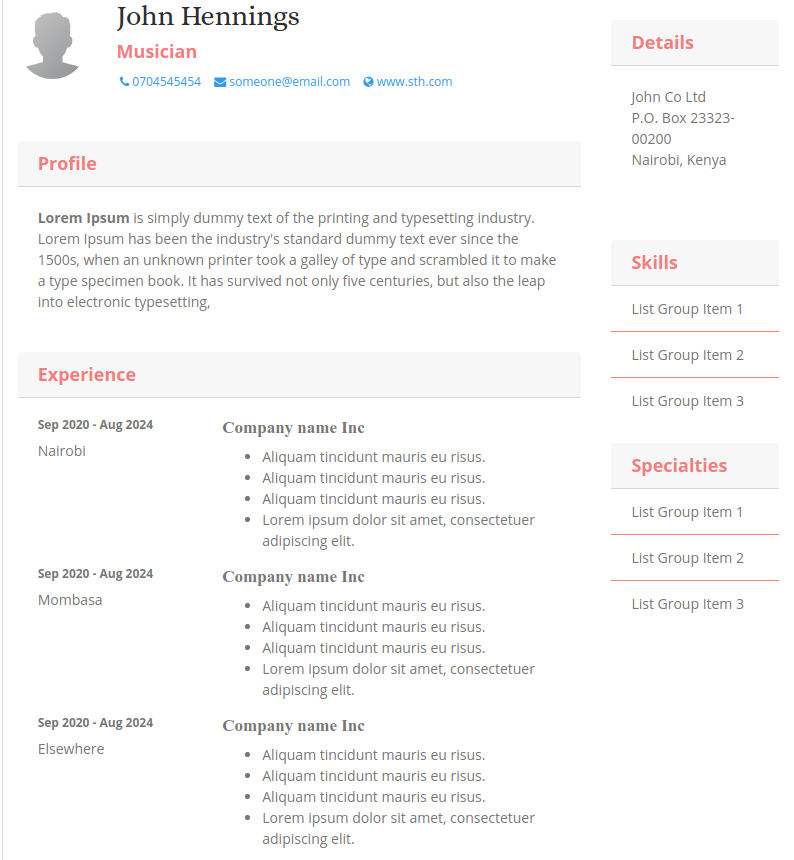 John Hennings
Musician
0704545454 someone@email.com www.sth.com
Profile
Lorem Ipsum is simply dummy text of the printing and typesetting industry.
Lorem Ipsum has been the industry's standard dummy text ever since the
1500s, when an unknown printer took a galley of type and scrambled it to make
a type specimen book. It has survived not only five centuries, but also the leap
into electronic typesetting,
Experience
Sep 2020 - Aug 2024
Nairobi
Company name Inc
Aliquam tincidunt mauris eu risus.
Aliquam tincidunt mauris eu risus.
Aliquam tincidunt mauris eu risus.
Lorem ipsum dolor sit amet, consectetuer
adipiscing elit.
Sep 2020 - Aug 2024
Mombasa
Company name Inc
Aliquam tincidunt mauris eu risus.
Aliquam tincidunt mauris eu risus.
Aliquam tincidunt mauris eu risus.
Lorem ipsum dolor sit amet, consectetuer
adipiscing elit.
Sep 2020 - Aug 2024
Elsewhere
Company name Inc
Aliquam tincidunt mauris eu risus.
Aliquam tincidunt mauris eu risus.
Aliquam tincidunt mauris eu risus.
Lorem ipsum dolor sit amet, consectetuer
adipiscing elit.
Details
John Co Ltd
P.O. Box 23323-
00200
Nairobi, Kenya
Skills
List Group Item 1
List Group Item 2
List Group Item 3
Specialties
List Group Item 1
List Group Item 2
List Group Item 3